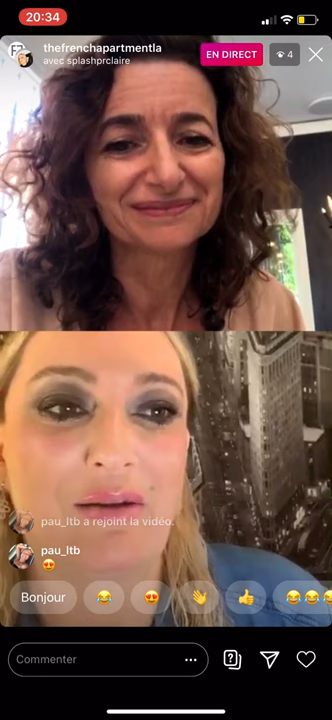 20:34
thefrenchapartmentla
avec splashprclaire
EN DIRECT
4
pau_ltb a rejoint la vidéo.
pau_ltb
😍
Bonjour 😂 😍 👋 👍 😂😂😂
Commenter